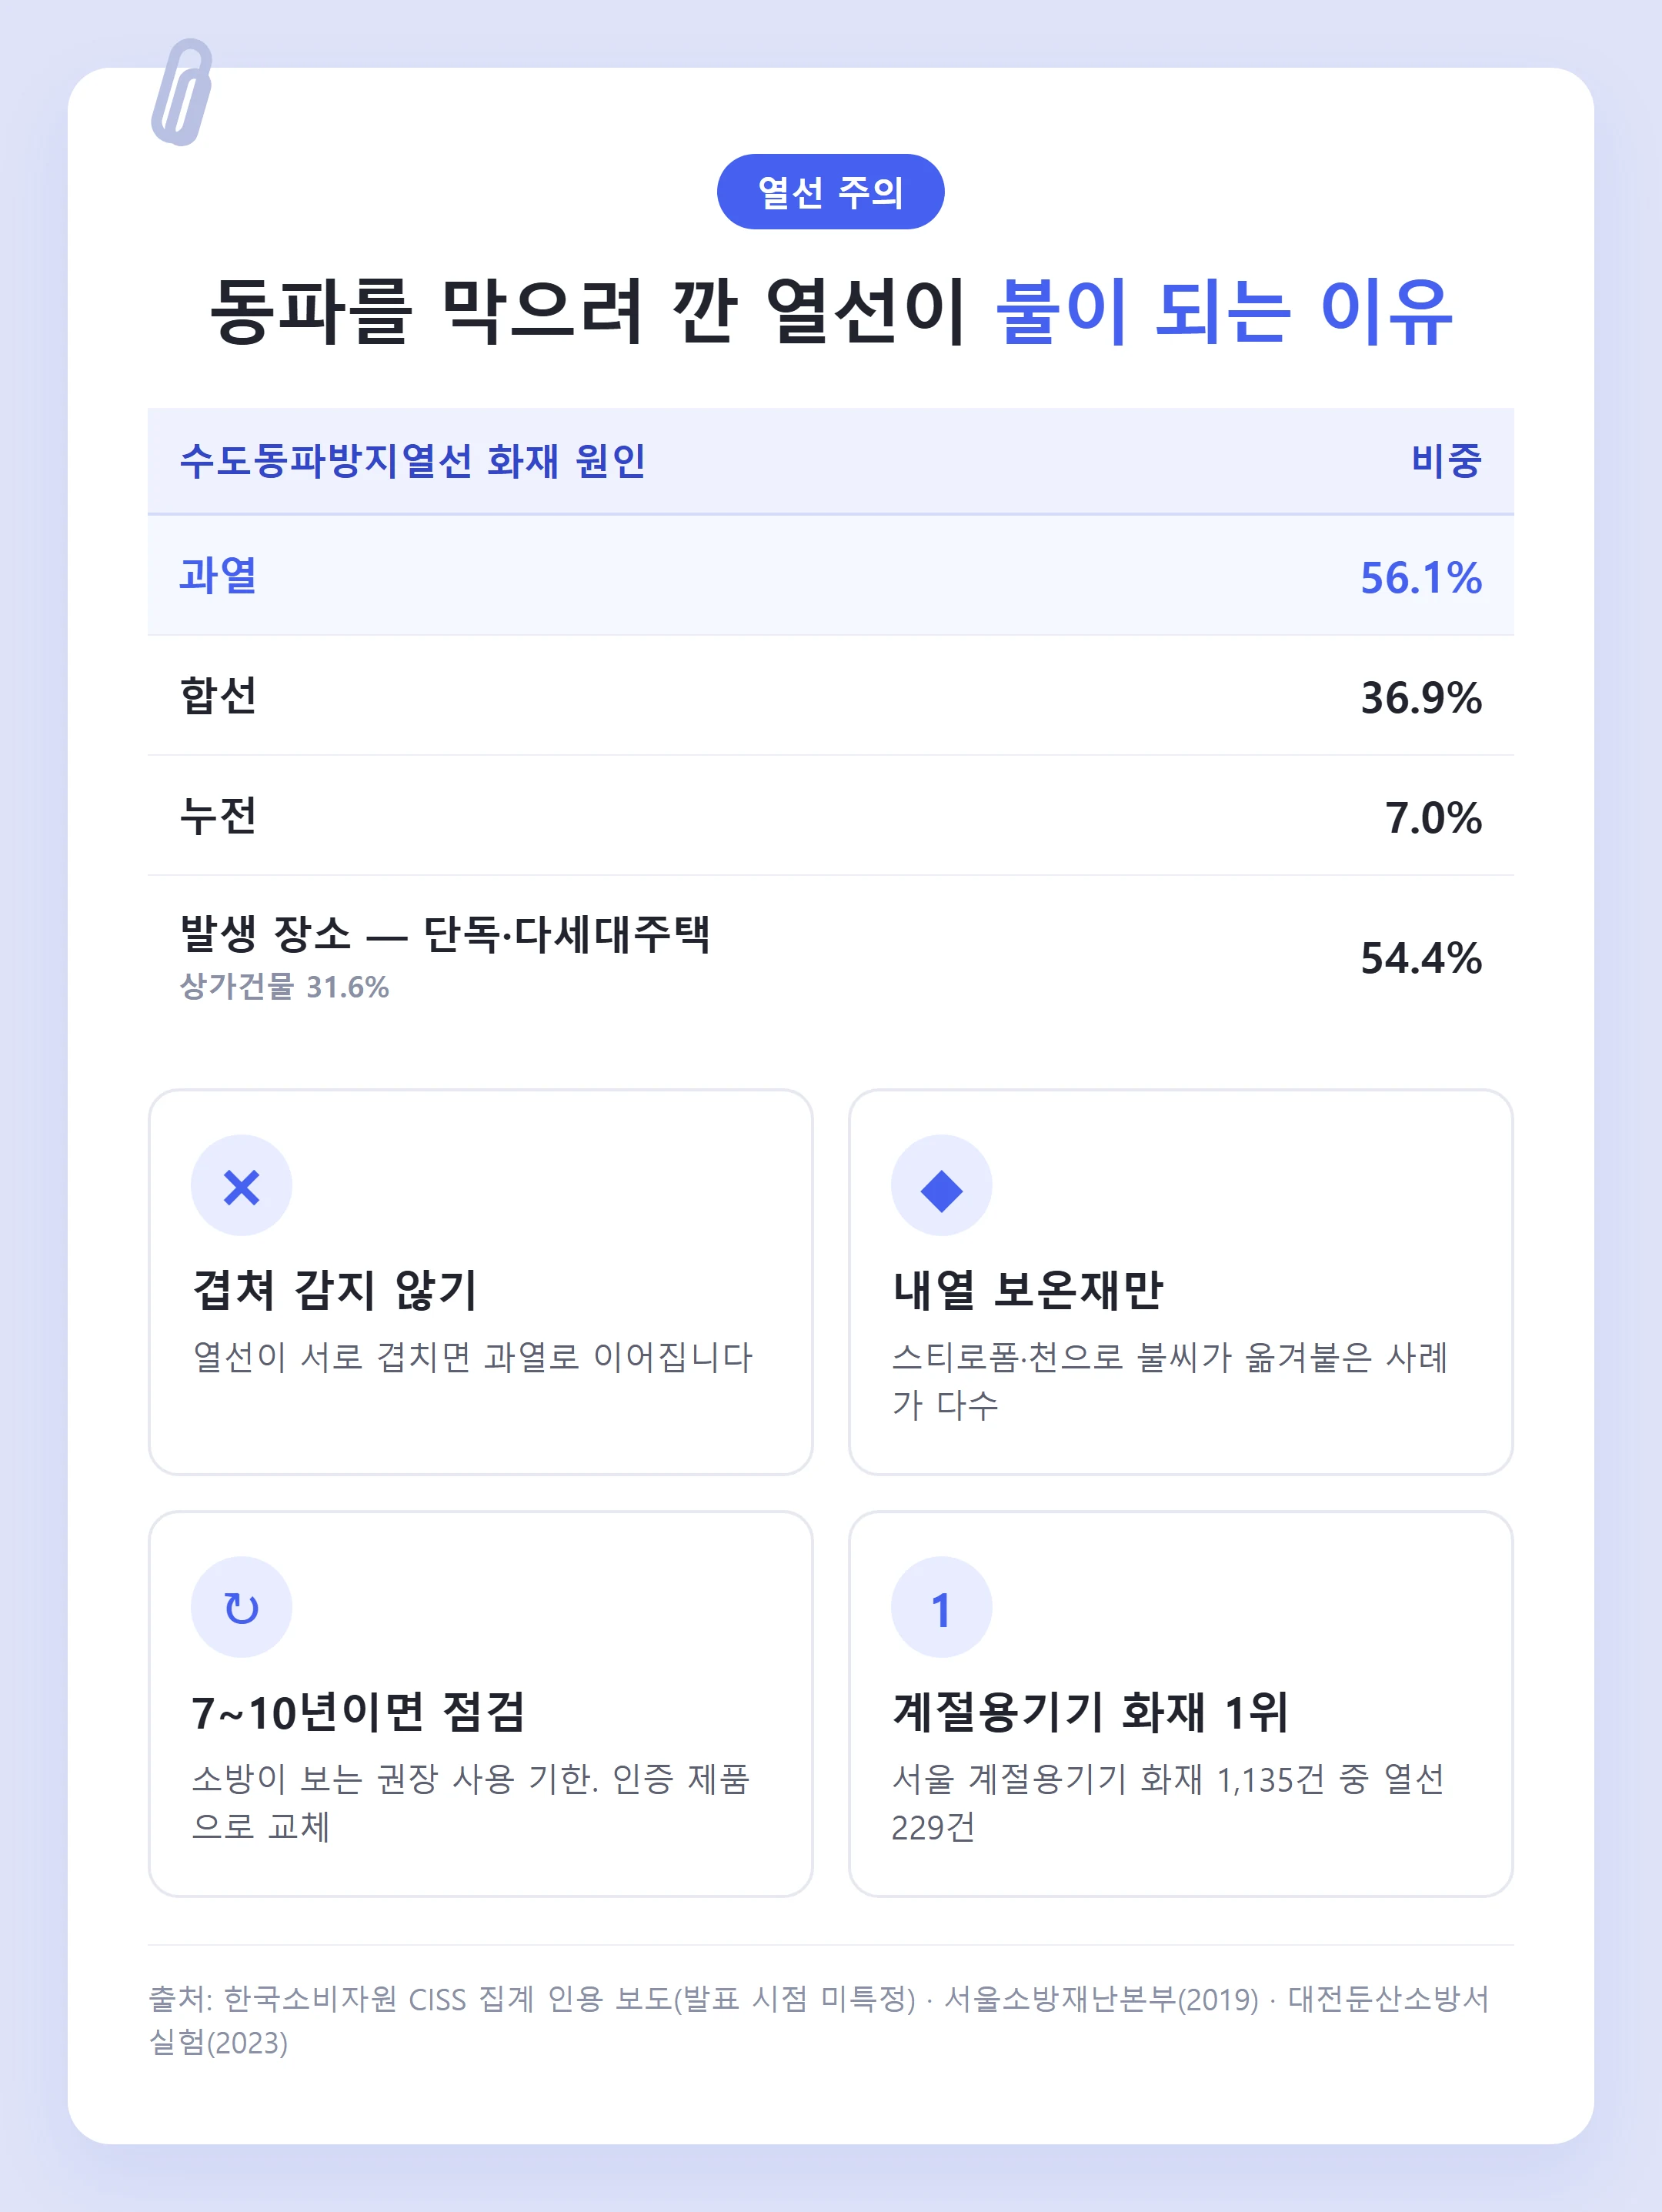 열선 주의
동파를 막으려 깐 열선이 불이 되는 이유
수도동파방지열선 화재 원인 비중
과열 56.1%
합선 36.9%
누전 7.0%
발생 장소 — 단독·다세대주택 54.4%
상가건물 31.6%
겹쳐 감지 않기
열선이 서로 겹치면 과열로 이어집니다
내열 보온재만
스티로폼·천으로 불씨가 옮겨붙은 사례
가 다수
↻
7~10년이면 점검
소방이 보는 권장 사용 기한. 인증 제품
으로 교체
1
계절용기기 화재 1위
서울 계절용기기 화재 1,135건 중 열선
229건
출처: 한국소비자원 CISS 집계 인용 보도(발표 시점 미특정) · 서울소방재난본부(2019) · 대전둔산소방서
실험(2023)